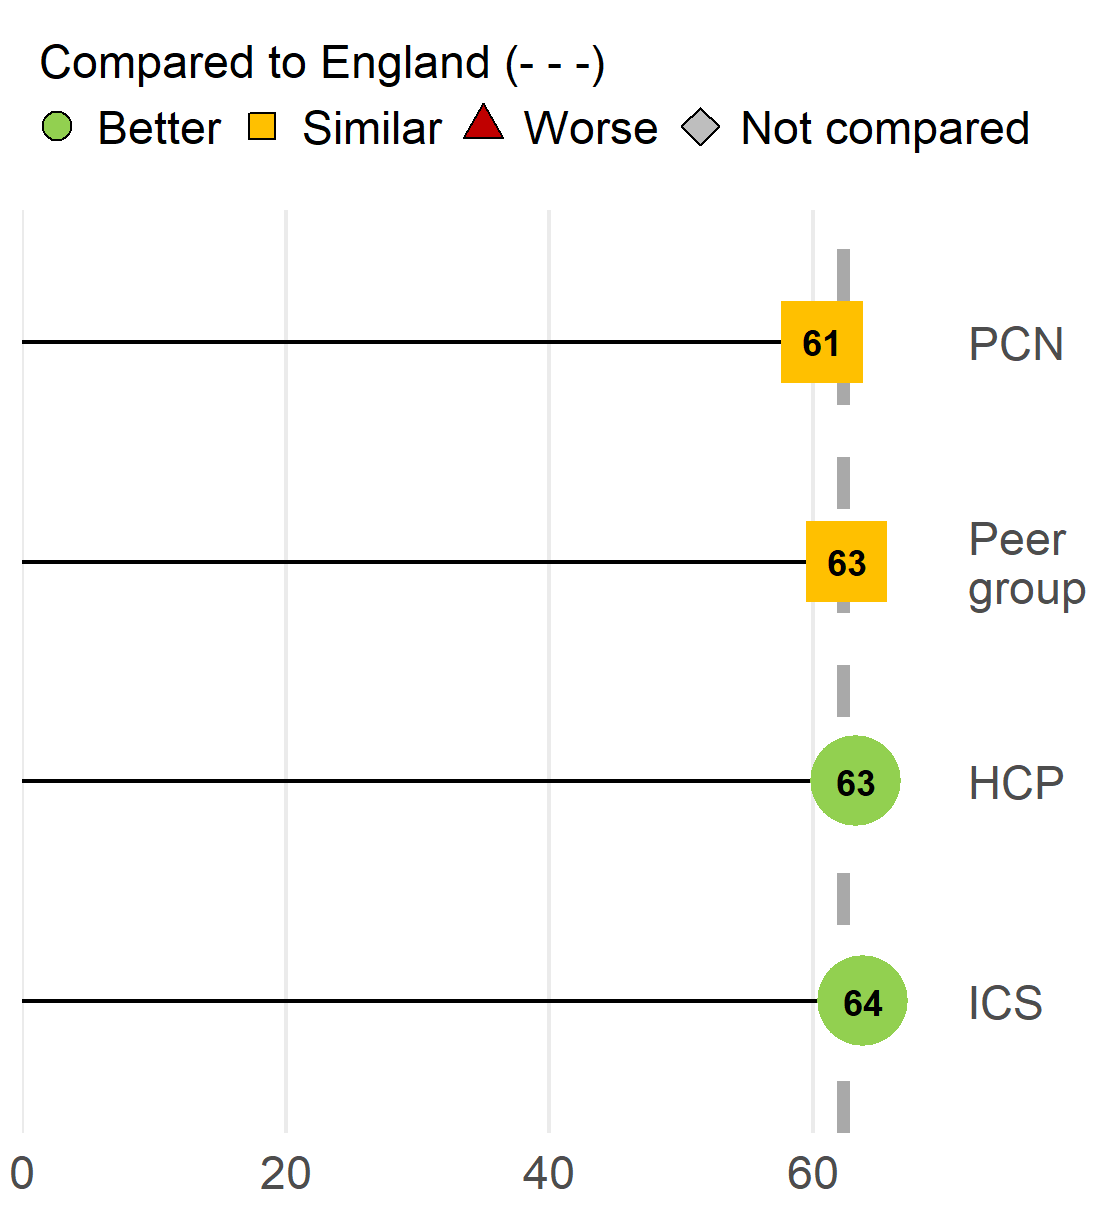 Compared to England (- - -)
Better Similar Worse Not compared
61 PCN
63 Peer
group
63 HCP
64 ICS
0 20 40 60